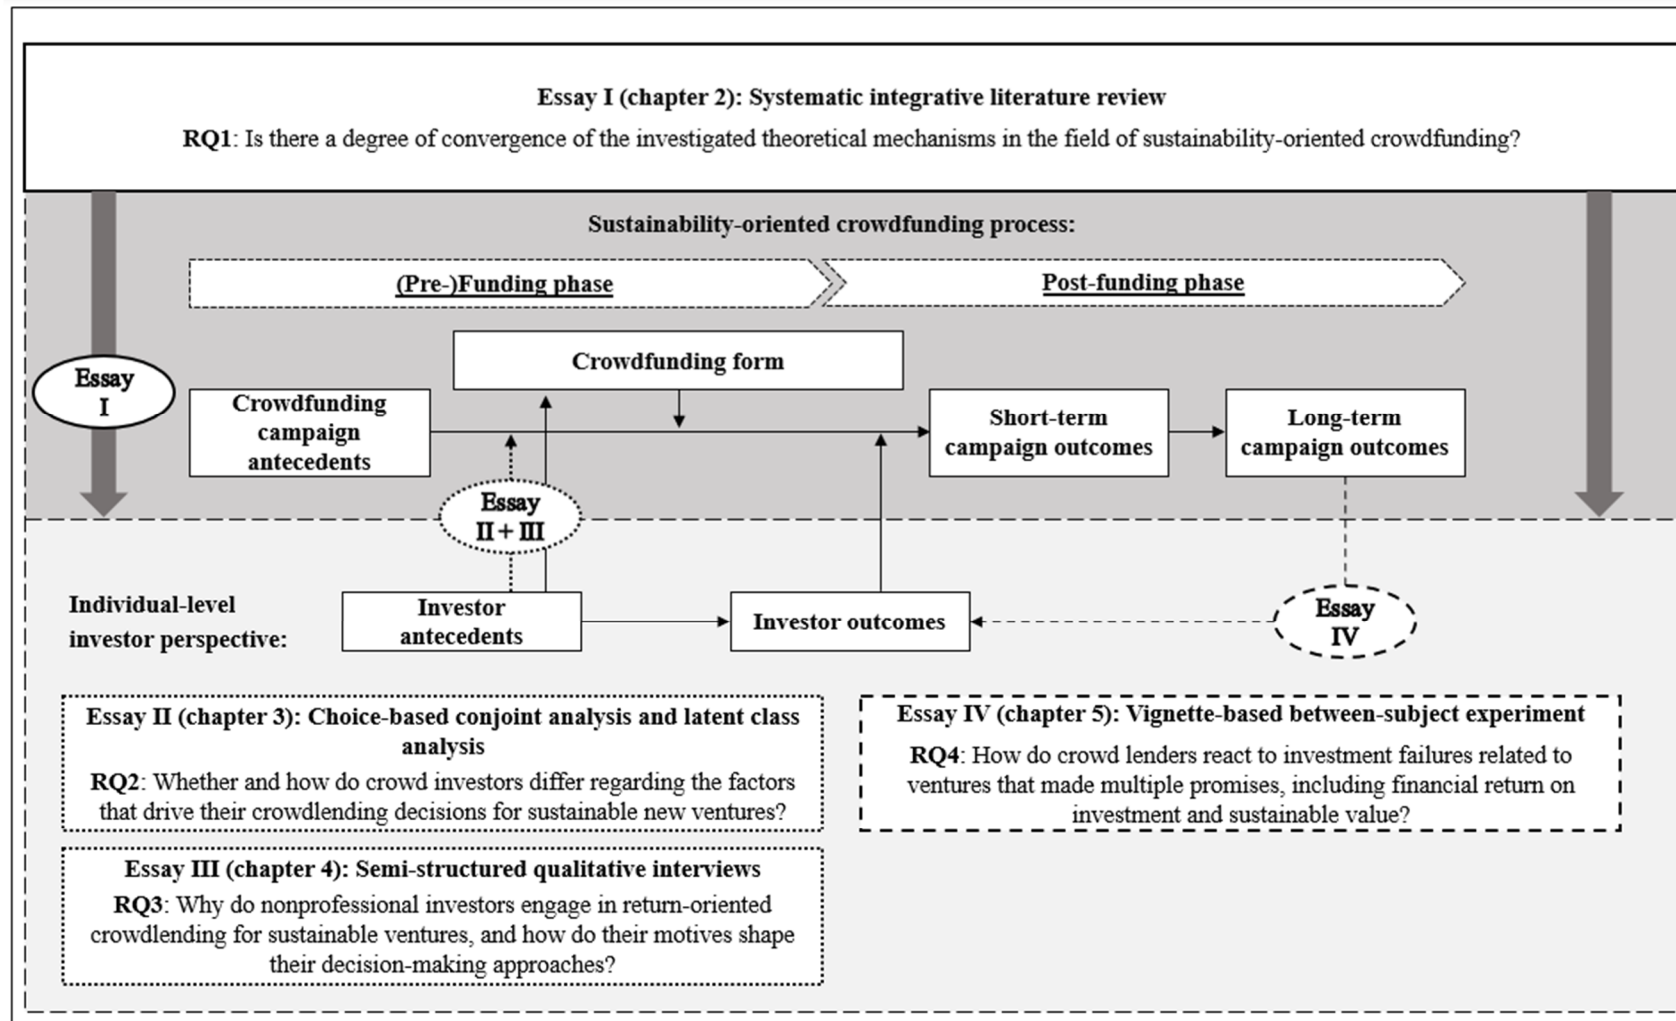 Essay I (chapter 2): Systematic integrative literature review
RQ1: Is there a degree of convergence of the investigated theoretical mechanisms in the field of sustainability-oriented crowdfunding?
Sustainability-oriented crowdfunding process:
(Pre-)Funding phase
Post-funding phase
Crowdfunding form
Essay
I
Crowdfunding
campaign
antecedents
Short-term
campaign outcomes
Long-term
campaign outcomes
Essay
II + III
Individual-level
investor perspective:
Investor
antecedents
Investor outcomes
Essay
IV
Essay II (chapter 3): Choice-based conjoint analysis and latent class
analysis
RQ2: Whether and how do crowd investors differ regarding the factors
that drive their crowdlending decisions for sustainable new ventures?
Essay IV (chapter 5): Vignette-based between-subject experiment
RQ4: How do crowd lenders react to investment failures related to
ventures that made multiple promises, including financial return on
investment and sustainable value?
Essay III (chapter 4): Semi-structured qualitative interviews
RQ3: Why do nonprofessional investors engage in return-oriented
crowdlending for sustainable ventures, and how do their motives shape
their decision-making approaches?